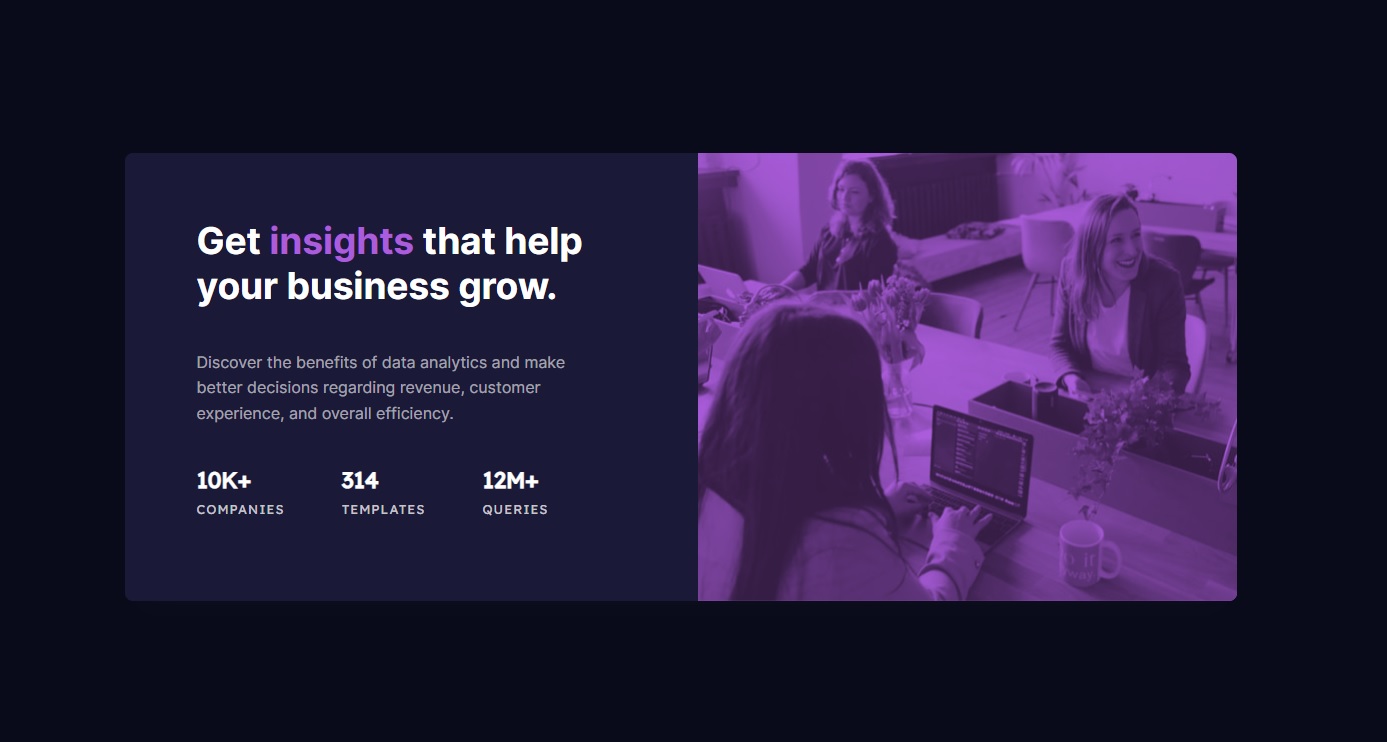 Get insights that help
your business grow.
Discover the benefits of data analytics and make
better decisions regarding revenue, customer
experience, and overall efficiency.
10K+ 314 12M+
COMPANIES TEMPLATES QUERIES